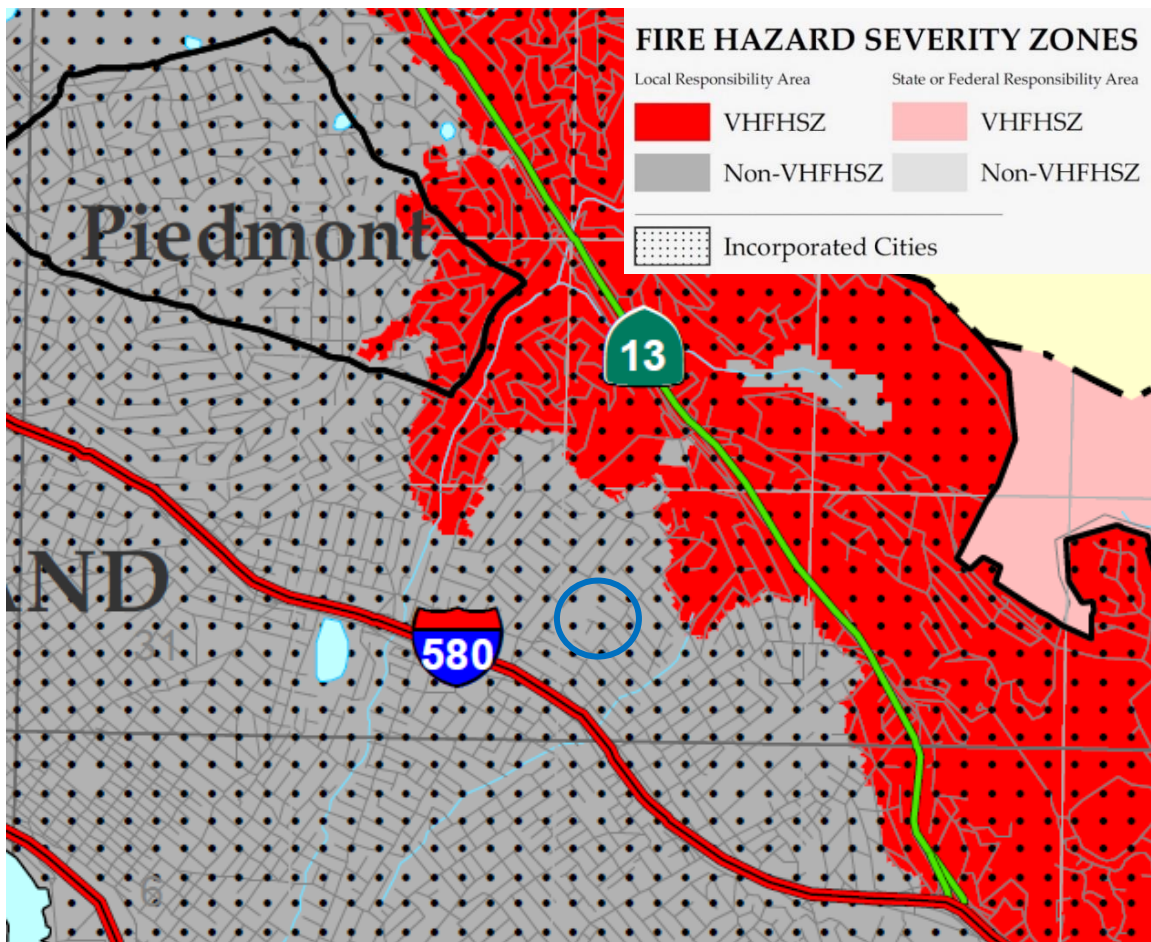 FIRE HAZARD SEVERITY ZONES
Local Responsibility Area
State or Federal Responsibility Area
VHFHSZ
VHFHSZ
Non-VHFHSZ
Non-VHFHSZ
Incorporated Cities
Piedmont
13
AND
31
580
6